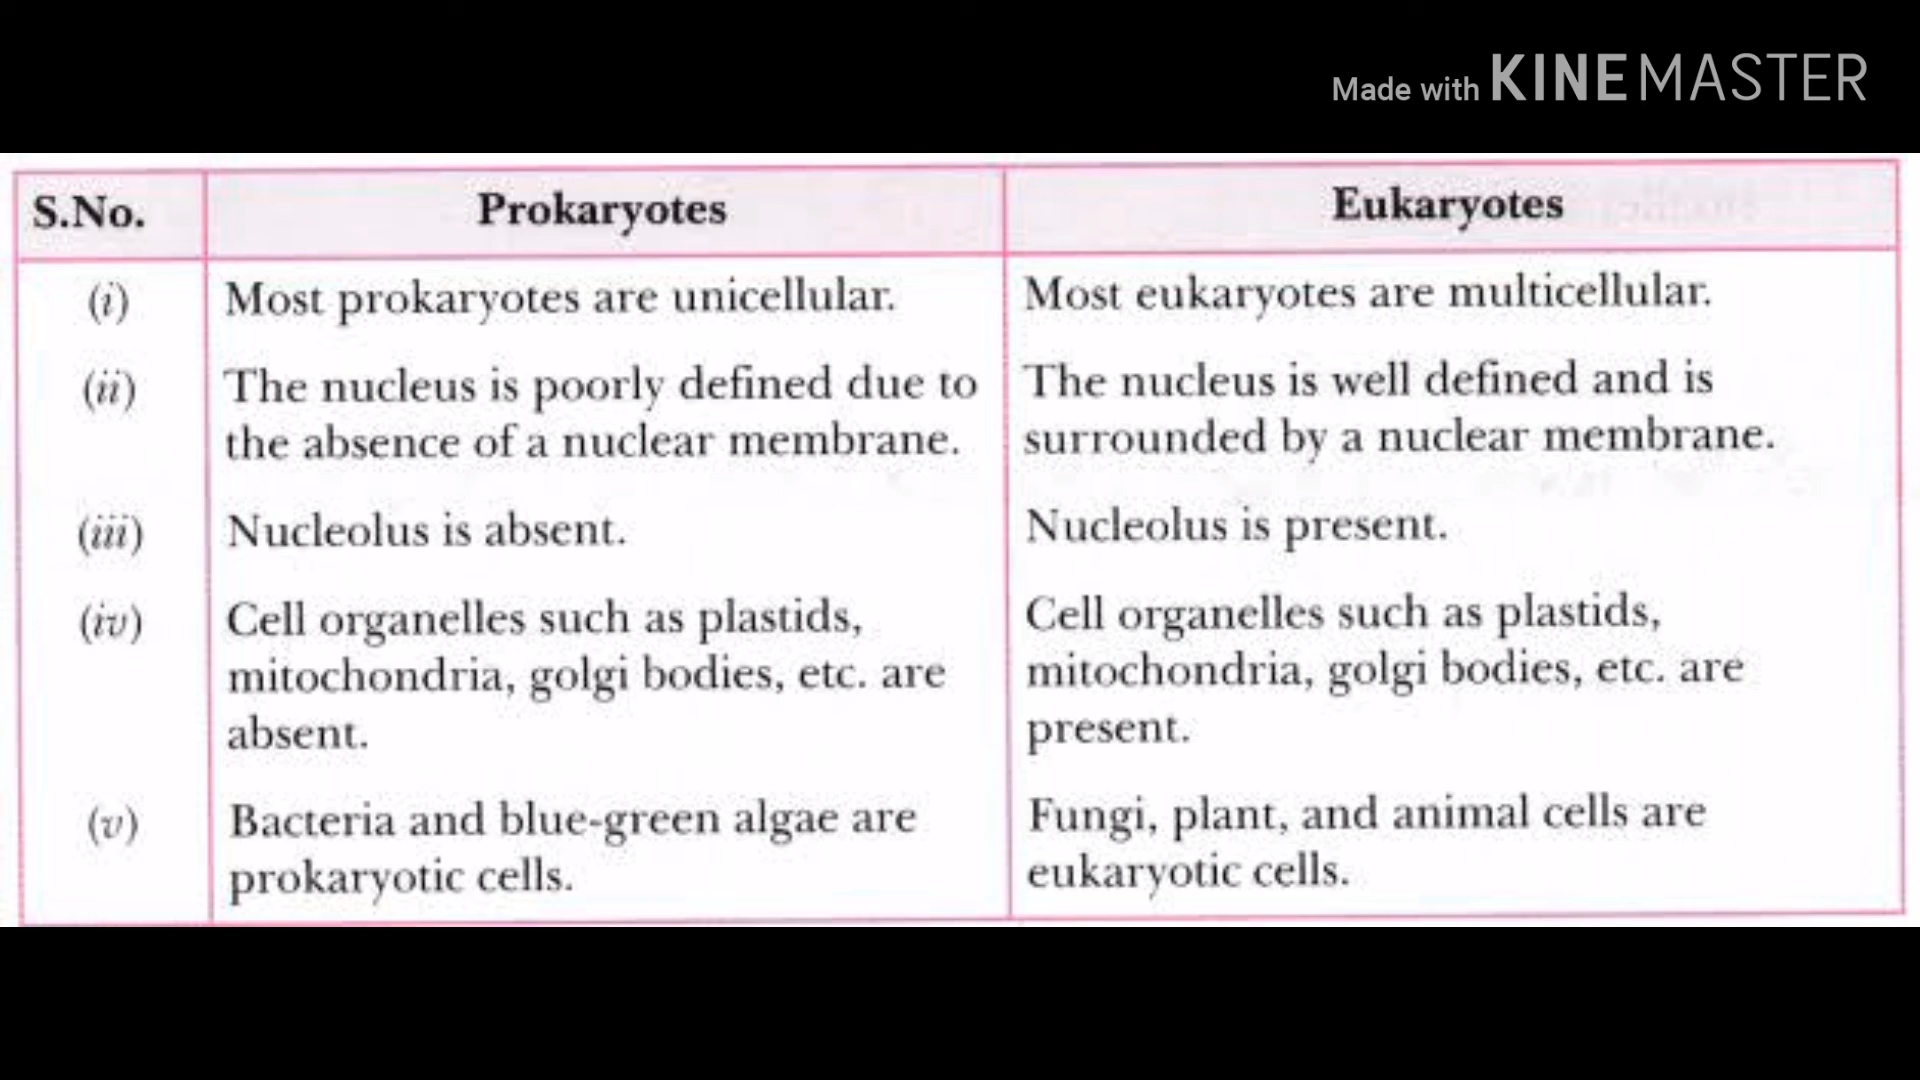 Made with KINEMASTER
S.No. Prokaryotes Eukaryotes
(i) Most prokaryotes are unicellular. Most eukaryotes are multicellular.
(ii) The nucleus is poorly defined due to The nucleus is well defined and is
the absence of a nuclear membrane. surrounded by a nuclear membrane.
(iii) Nucleolus is absent. Nucleolus is present.
(iv) Cell organelles such as plastids, Cell organelles such as plastids,
mitochondria, golgi bodies, etc. are mitochondria, golgi bodies, etc. are
absent. present.
(v) Bacteria and blue-green algae are Fungi, plant, and animal cells are
prokaryotic cells. eukaryotic cells.